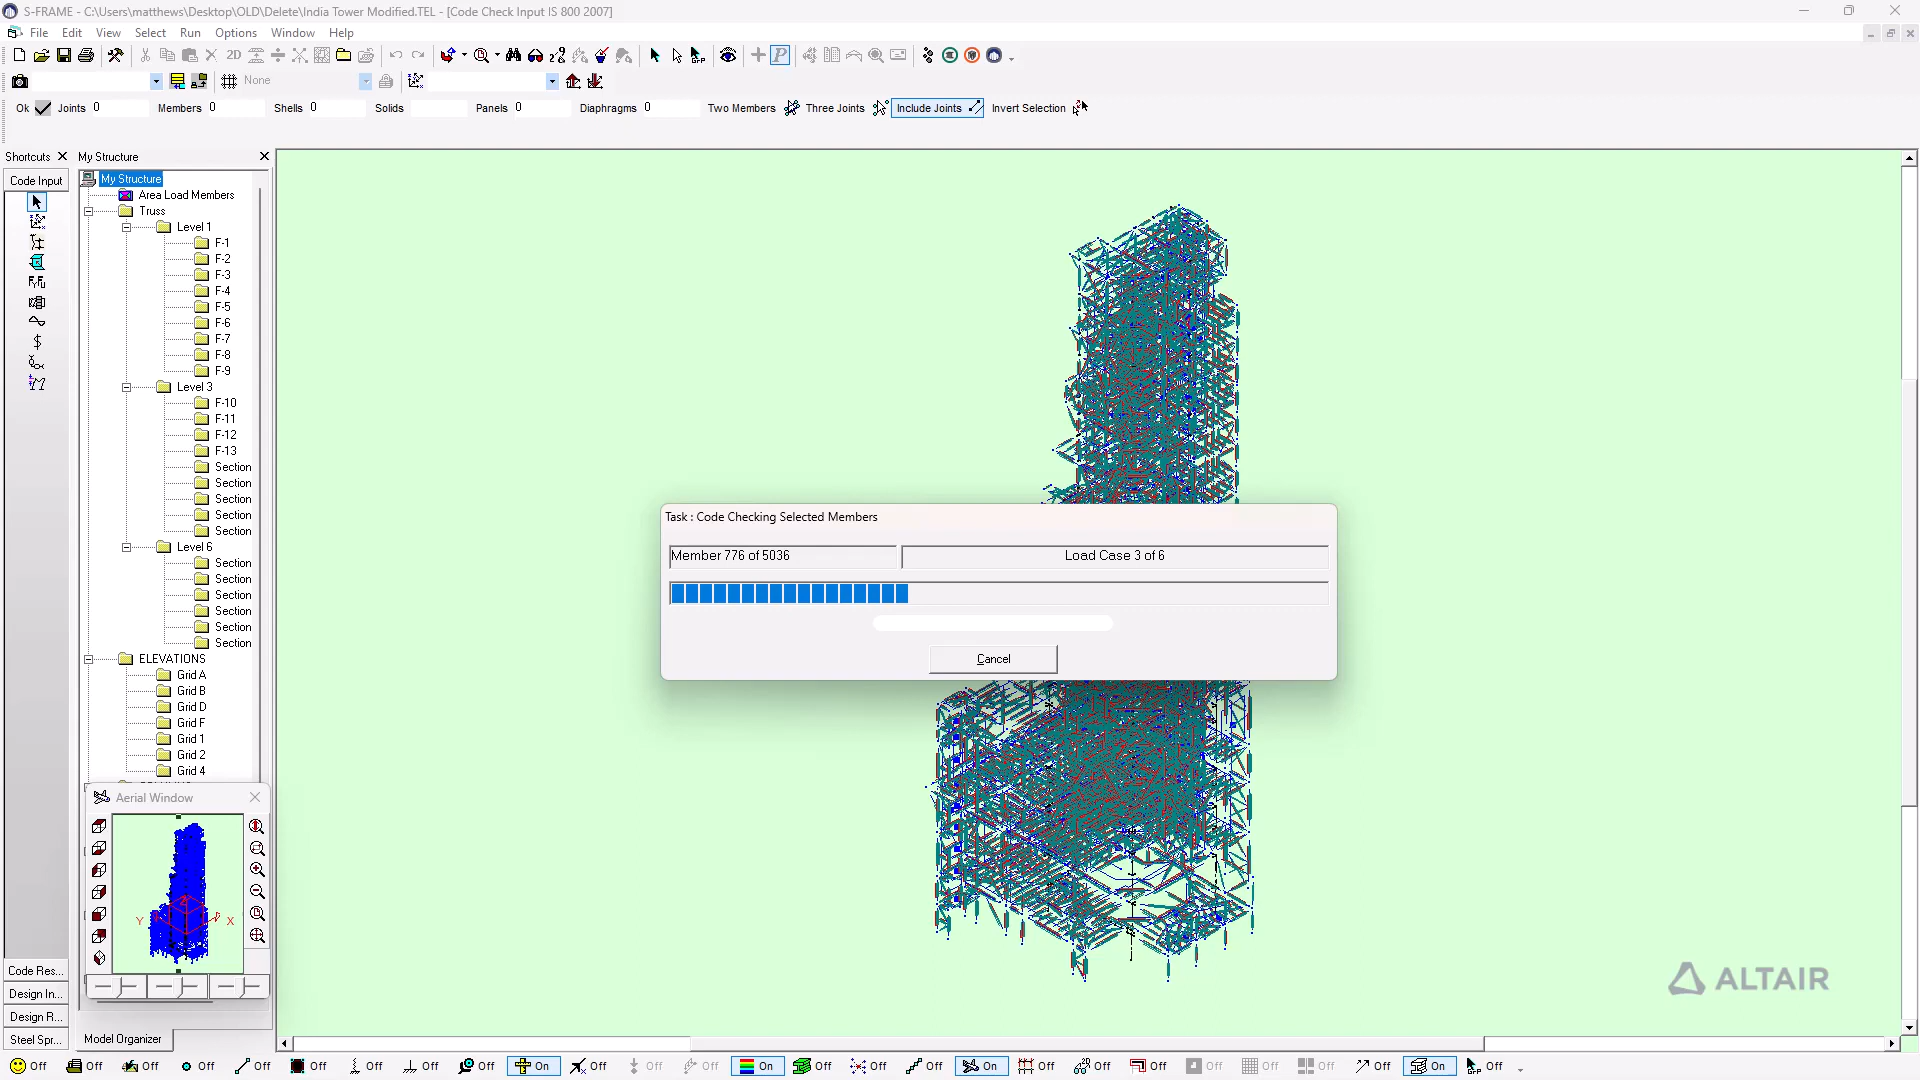 S-FRAME - C:\Users\matthews\Desktop\OLD\Delete\India Tower Modified.TEL - [Code Check Input IS 800 2007]
File Edit View Select Run Options Window Help
2D
None
Ok Joints 0 Members 0 Shells 0 Solids Panels 0 Diaphragms 0 Two Members Three Joints Include Joints Invert Selection
Shortcuts My Structure
Code Input
My Structure
Area Load Members
Truss
Level 1
F-1
F-2
F-3
F-4
F-5
F-6
F-7
F-8
F-9
Level 3
F-10
F-11
F-12
F-13
Section
Section
Section
Section
Section
Level 6
Section
Section
Section
Section
Section
Section
ELEVATIONS
Grid A
Grid B
Grid D
Grid F
Grid 1
Grid 2
Grid 4
Task : Code Checking Selected Members
Member 776 of 5036
Load Case 3 of 6
Cancel
Aerial Window
Z
Y X
Code Res...
Design In...
Design R...
Steel Spr...
Model Organizer
ALTAIR
Off Off Off Off Off Off Off Off Off On Off Off Off On Off Off Off On Off Off Off Off Off Off Off On Off